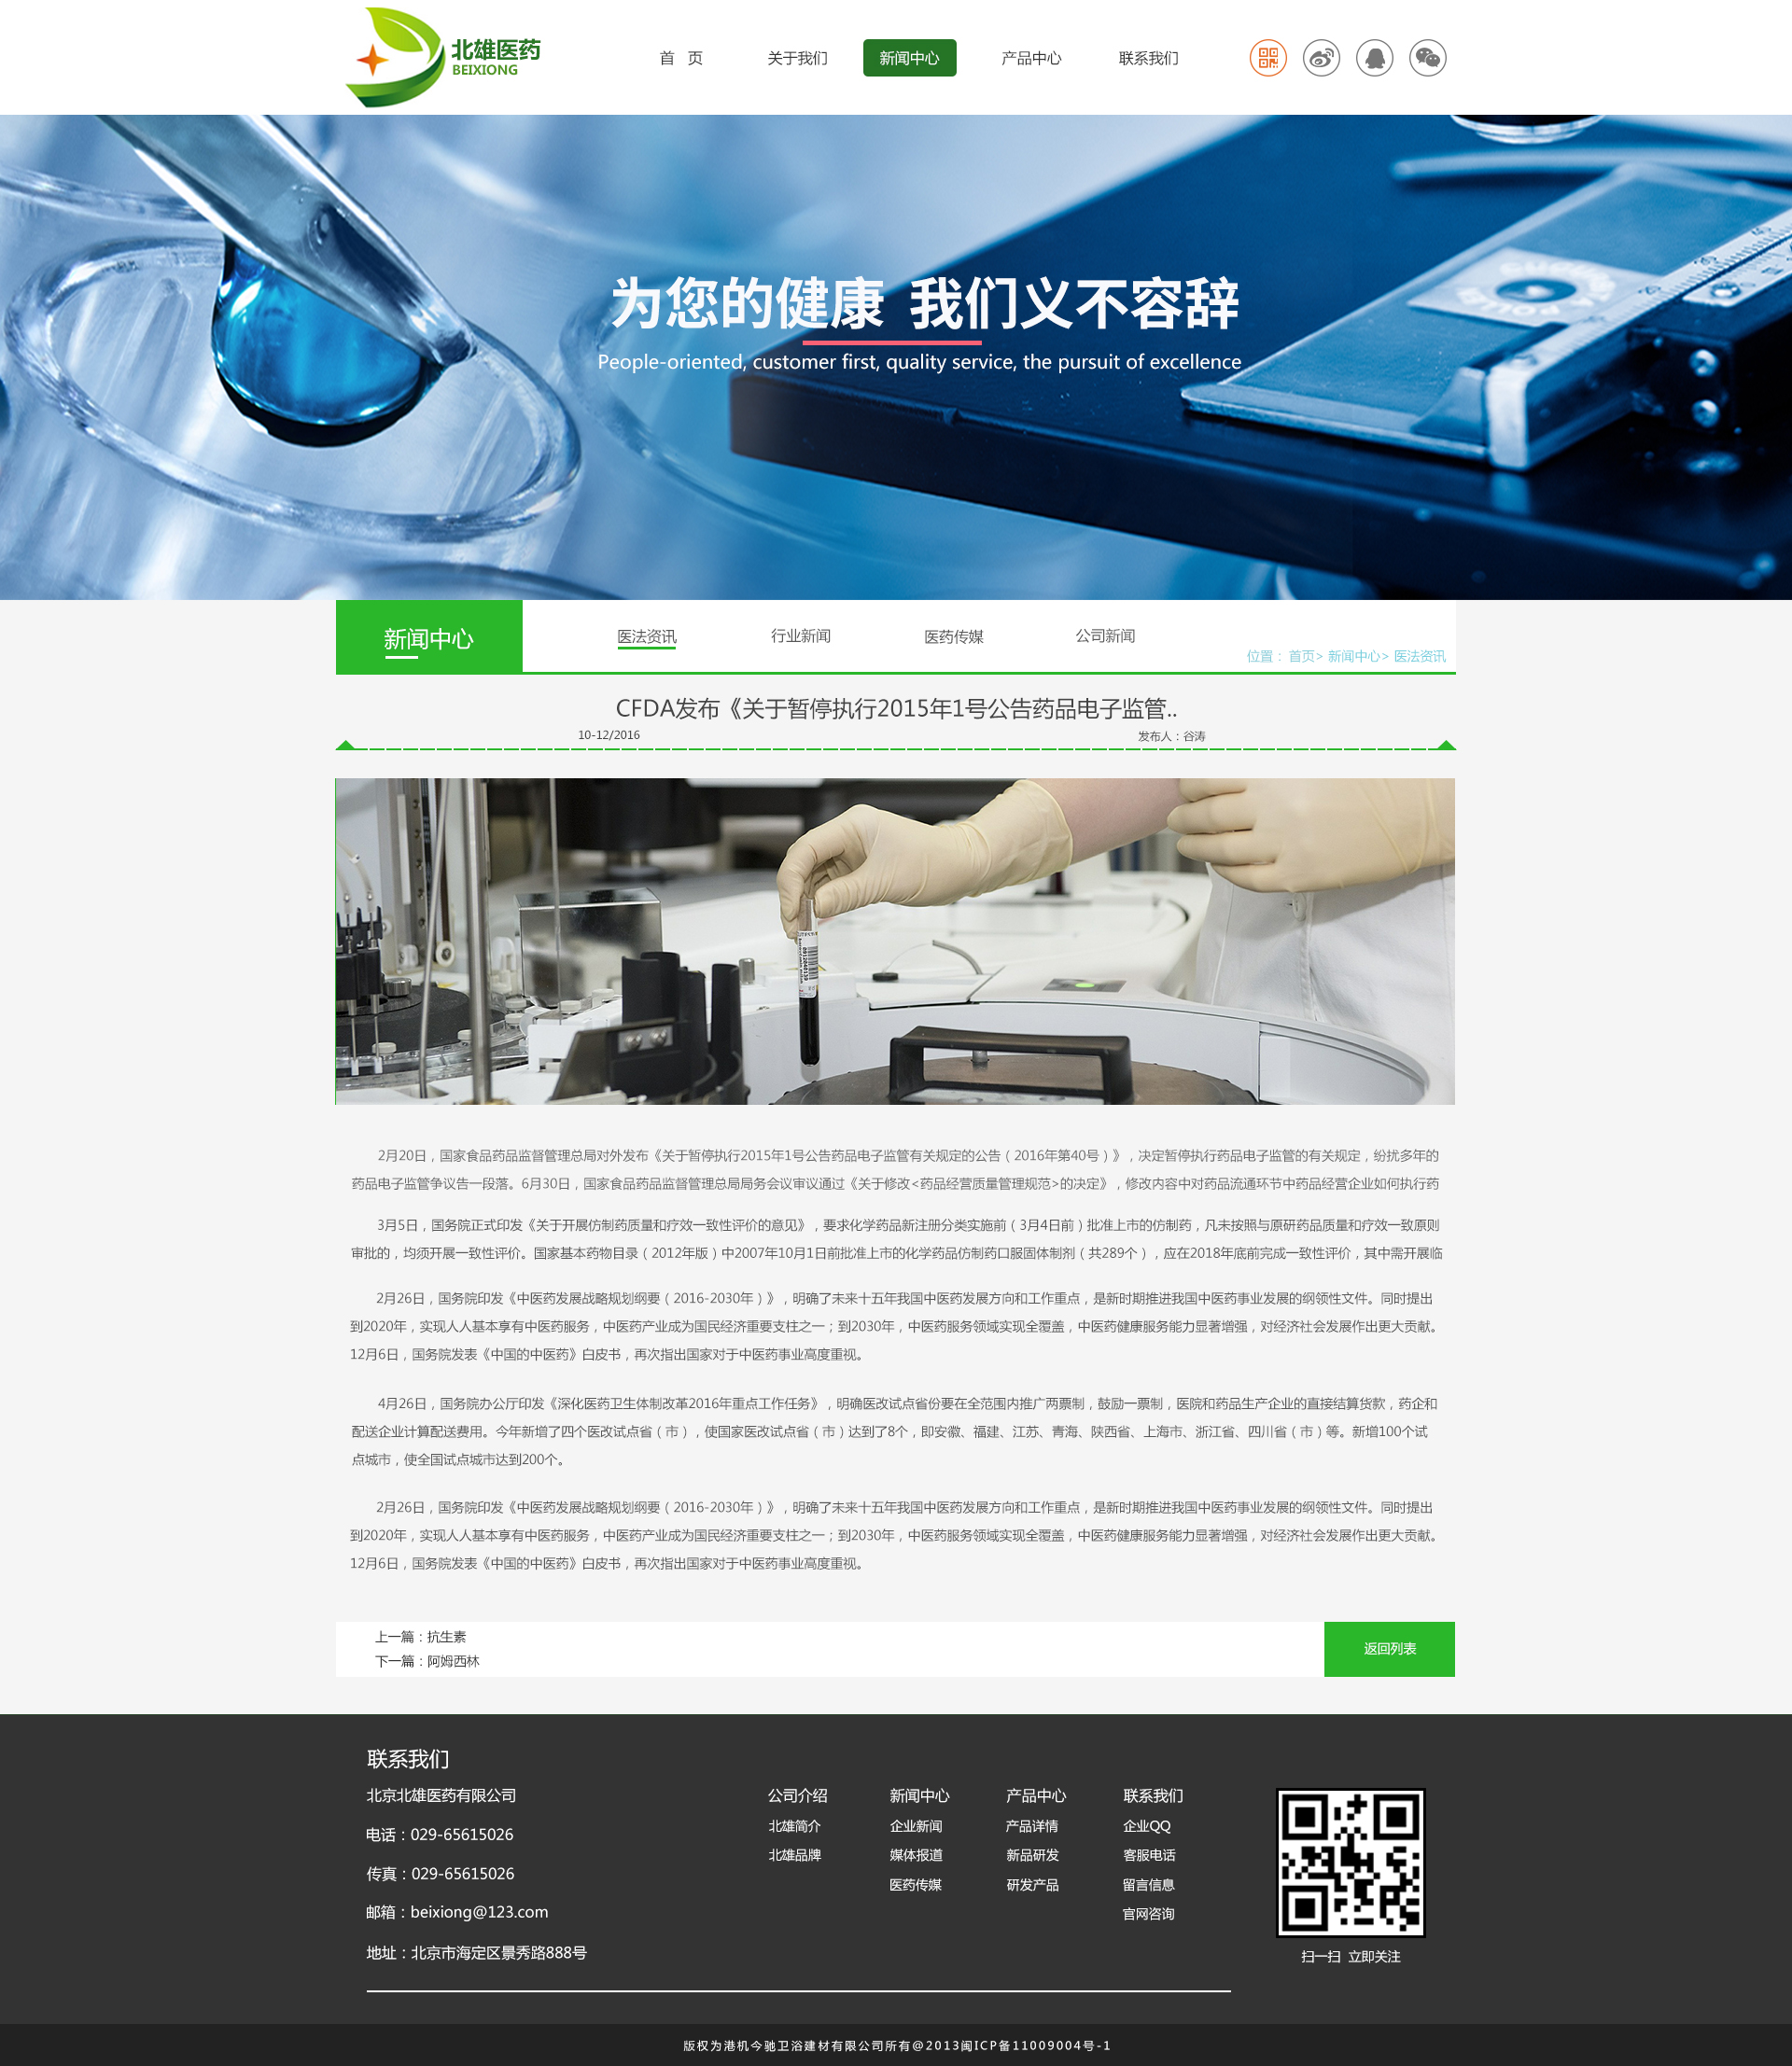 北雄医药
BEIXIONG
首 页
关于我们
新闻中心
产品中心
联系我们
为您的健康 我们义不容辞
People-oriented, customer first, quality service, the pursuit of excellence
新闻中心
医法资讯
行业新闻
医药传媒
公司新闻
位置： 首页> 新闻中心> 医法资讯
CFDA发布《关于暂停执行2015年1号公告药品电子监管..
10-12/2016
发布人：谷涛
2月20日，国家食品药品监督管理总局对外发布《关于暂停执行2015年1号公告药品电子监管有关规定的公告（2016年第40号）》，决定暂停执行药品电子监管的有关规定，纷扰多年的
药品电子监管争议告一段落。6月30日，国家食品药品监督管理总局局务会议审议通过《关于修改<药品经营质量管理规范>的决定》，修改内容中对药品流通环节中药品经营企业如何执行药
3月5日，国务院正式印发《关于开展仿制药质量和疗效一致性评价的意见》，要求化学药品新注册分类实施前（3月4日前）批准上市的仿制药，凡未按照与原研药品质量和疗效一致原则
审批的，均须开展一致性评价。国家基本药物目录（2012年版）中2007年10月1日前批准上市的化学药品仿制药口服固体制剂（共289个），应在2018年底前完成一致性评价，其中需开展临
2月26日，国务院印发《中医药发展战略规划纲要（2016-2030年）》，明确了未来十五年我国中医药发展方向和工作重点，是新时期推进我国中医药事业发展的纲领性文件。同时提出
到2020年，实现人人基本享有中医药服务，中医药产业成为国民经济重要支柱之一；到2030年，中医药服务领域实现全覆盖，中医药健康服务能力显著增强，对经济社会发展作出更大贡献。
12月6日，国务院发表《中国的中医药》白皮书，再次指出国家对于中医药事业高度重视。
4月26日，国务院办公厅印发《深化医药卫生体制改革2016年重点工作任务》，明确医改试点省份要在全范围内推广两票制，鼓励一票制，医院和药品生产企业的直接结算货款，药企和
配送企业计算配送费用。今年新增了四个医改试点省（市），使国家医改试点省（市）达到了8个，即安徽、福建、江苏、青海、陕西省、上海市、浙江省、四川省（市）等。新增100个试
点城市，使全国试点城市达到200个。
2月26日，国务院印发《中医药发展战略规划纲要（2016-2030年）》，明确了未来十五年我国中医药发展方向和工作重点，是新时期推进我国中医药事业发展的纲领性文件。同时提出
到2020年，实现人人基本享有中医药服务，中医药产业成为国民经济重要支柱之一；到2030年，中医药服务领域实现全覆盖，中医药健康服务能力显著增强，对经济社会发展作出更大贡献。
12月6日，国务院发表《中国的中医药》白皮书，再次指出国家对于中医药事业高度重视。
上一篇：抗生素
下一篇：阿姆西林
返回列表
联系我们
北京北雄医药有限公司
电话：029-65615026
传真：029-65615026
邮箱：beixiong@123.com
地址：北京市海定区景秀路888号
公司介绍
北雄简介
北雄品牌
新闻中心
企业新闻
媒体报道
医药传媒
产品中心
产品详情
新品研发
研发产品
联系我们
企业QQ
客服电话
留言信息
官网咨询
扫一扫 立即关注
版权为港机今驰卫浴建材有限公司所有@2013闽ICP备11009004号-1